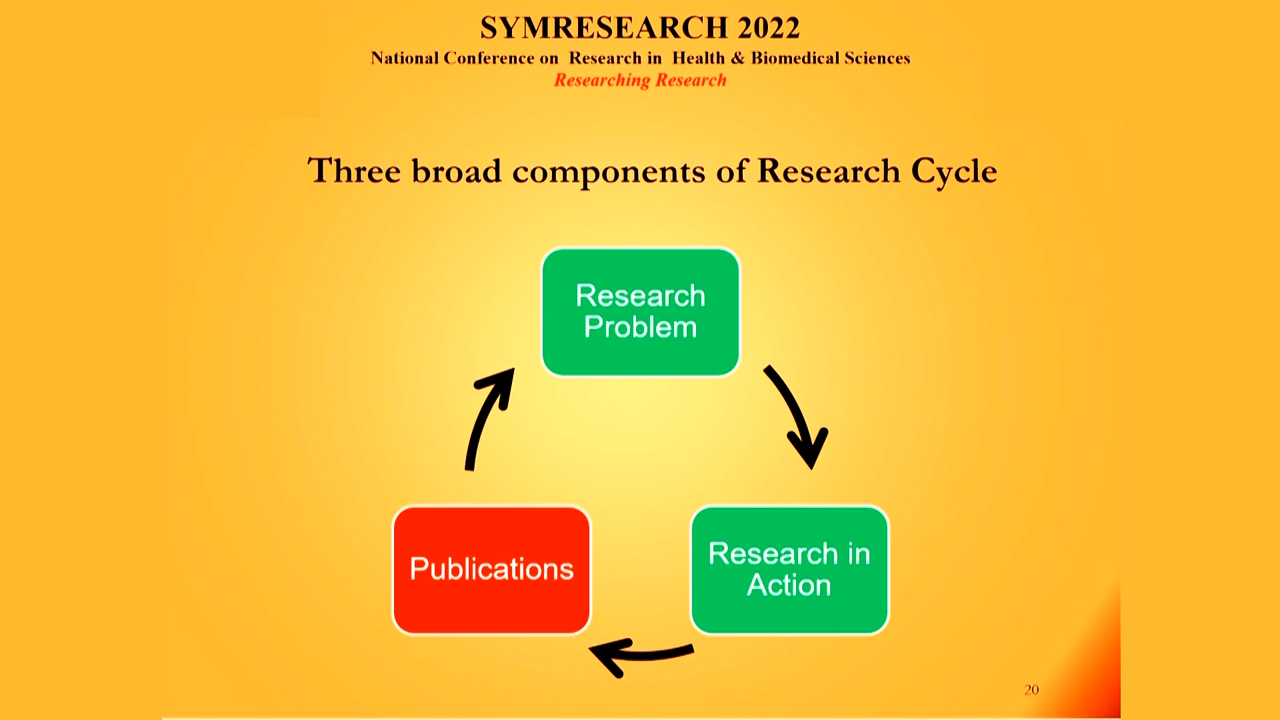 SYMRESEARCH 2022
National Conference on Research in Health & Biomedical Sciences
Researching Research
Three broad components of Research Cycle
Research
Problem
Publications
Research in
Action
20